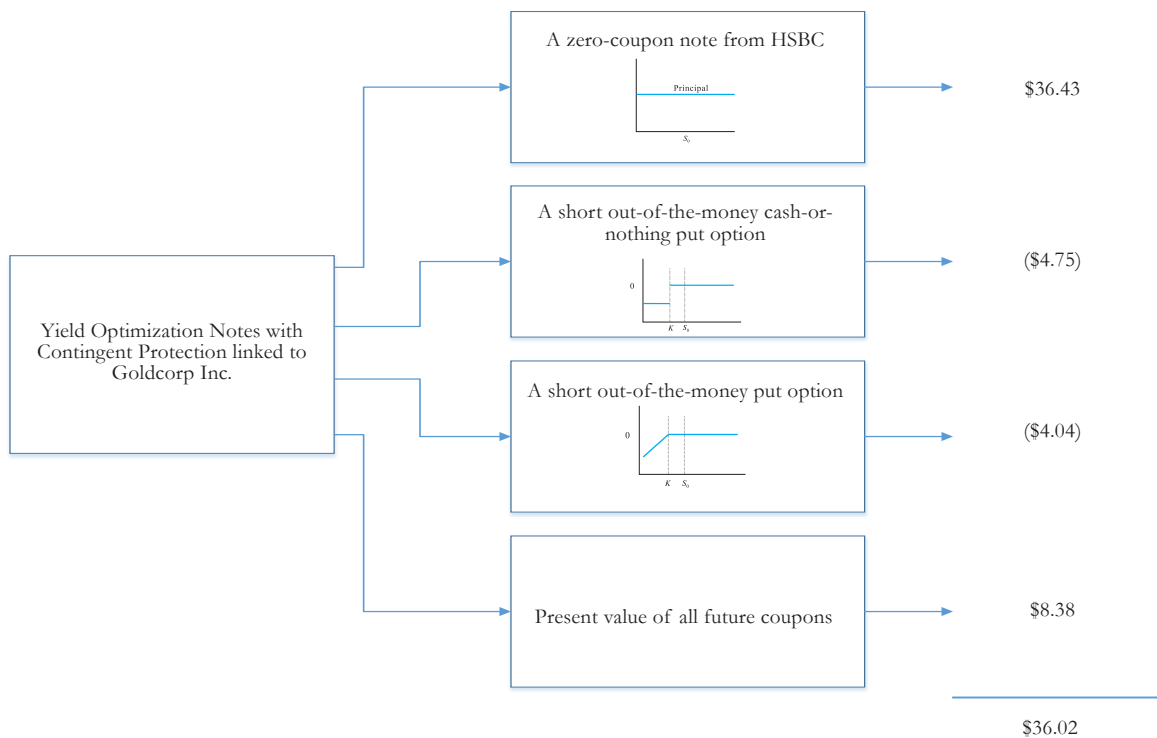 A zero-coupon note from HSBC
Principal
S₀
$36.43
A short out-of-the-money cash-or-
nothing put option
0
K S₀
($4.75)
Yield Optimization Notes with
Contingent Protection linked to
Goldcorp Inc.
A short out-of-the-money put option
0
K S₀
($4.04)
Present value of all future coupons
$8.38
$36.02